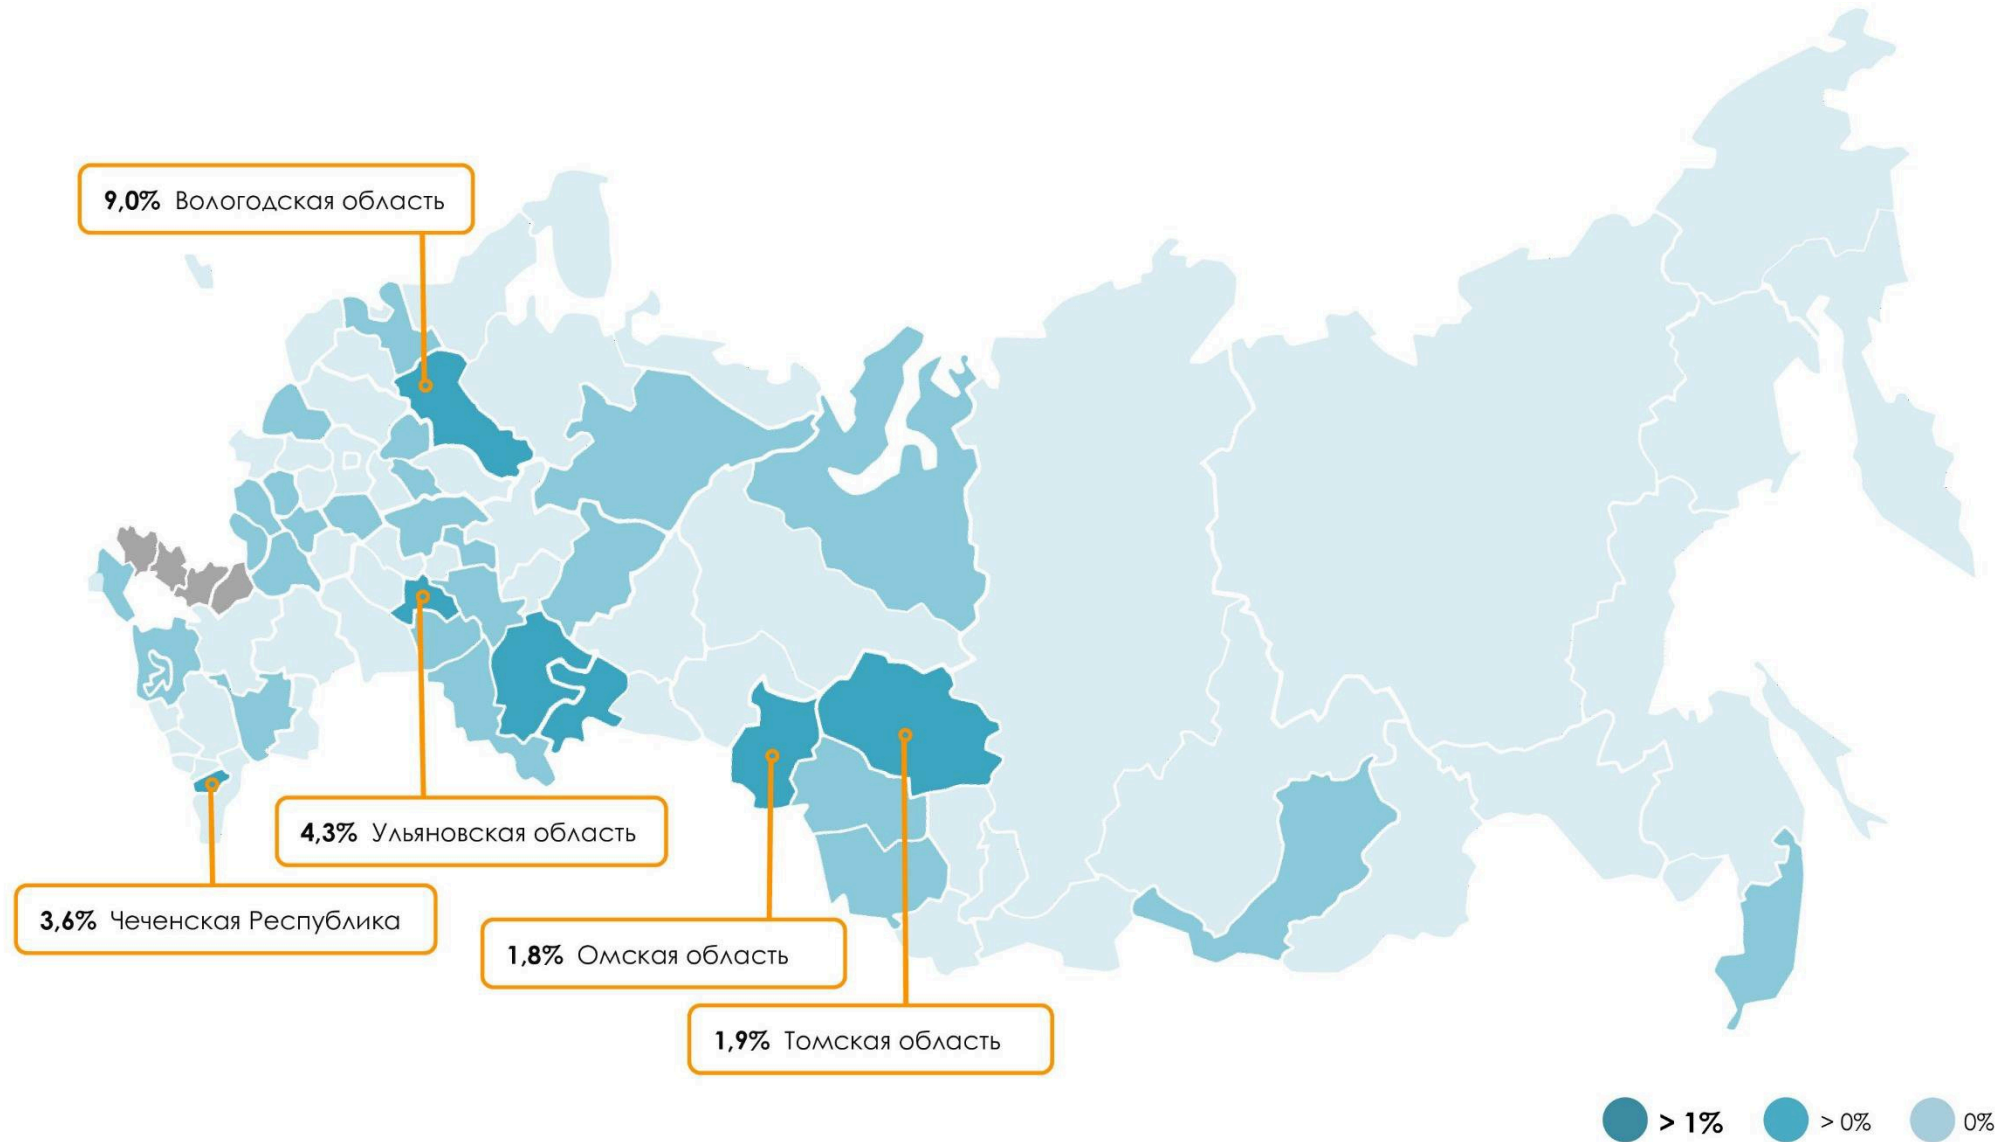 9,0% Вологодская область
4,3% Ульяновская область
3,6% Чеченская Республика
1,8% Омская область
1,9% Томская область
> 1% > 0% 0%